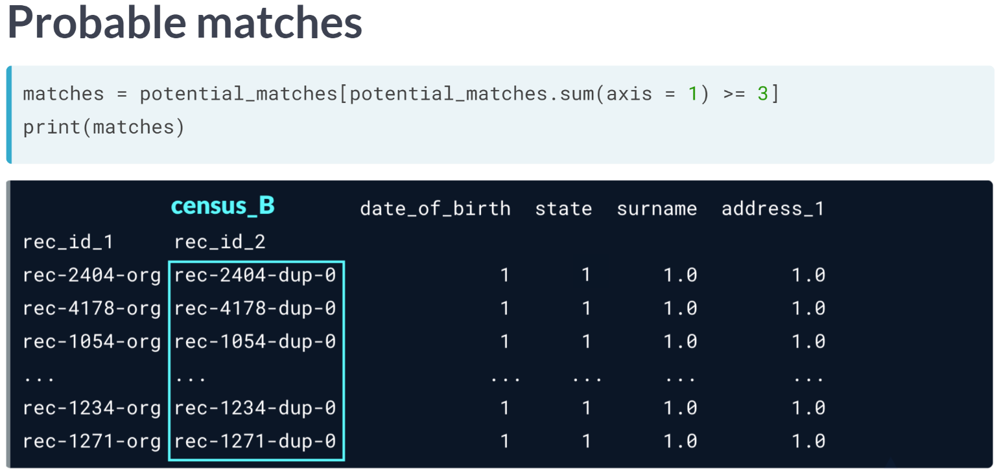 Probable matches
matches = potential_matches[potential_matches.sum(axis = 1) >= 3]
print(matches)
census_B date_of_birth state surname address_1
rec_id_1 rec_id_2
rec-2404-org rec-2404-dup-0 1 1 1.0 1.0
rec-4178-org rec-4178-dup-0 1 1 1.0 1.0
rec-1054-org rec-1054-dup-0 1 1 1.0 1.0
... ... ... ... ... ...
rec-1234-org rec-1234-dup-0 1 1 1.0 1.0
rec-1271-org rec-1271-dup-0 1 1 1.0 1.0